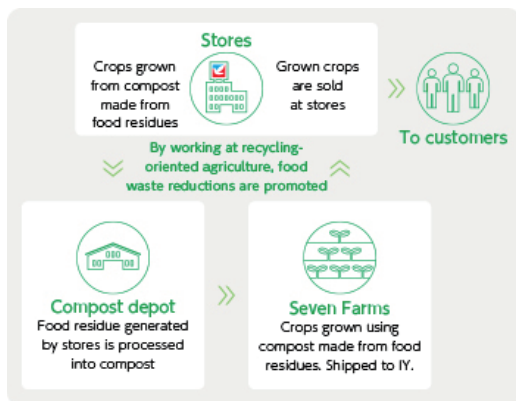 Stores
Crops grown
from compost
made from
food residues
Grown crops
are sold
at stores
To customers
By working at recycling-
oriented agriculture, food
waste reductions are promoted
Compost depot
Food residue generated
by stores is processed
into compost
Seven Farms
Crops grown using
compost made from food
residues. Shipped to IY.